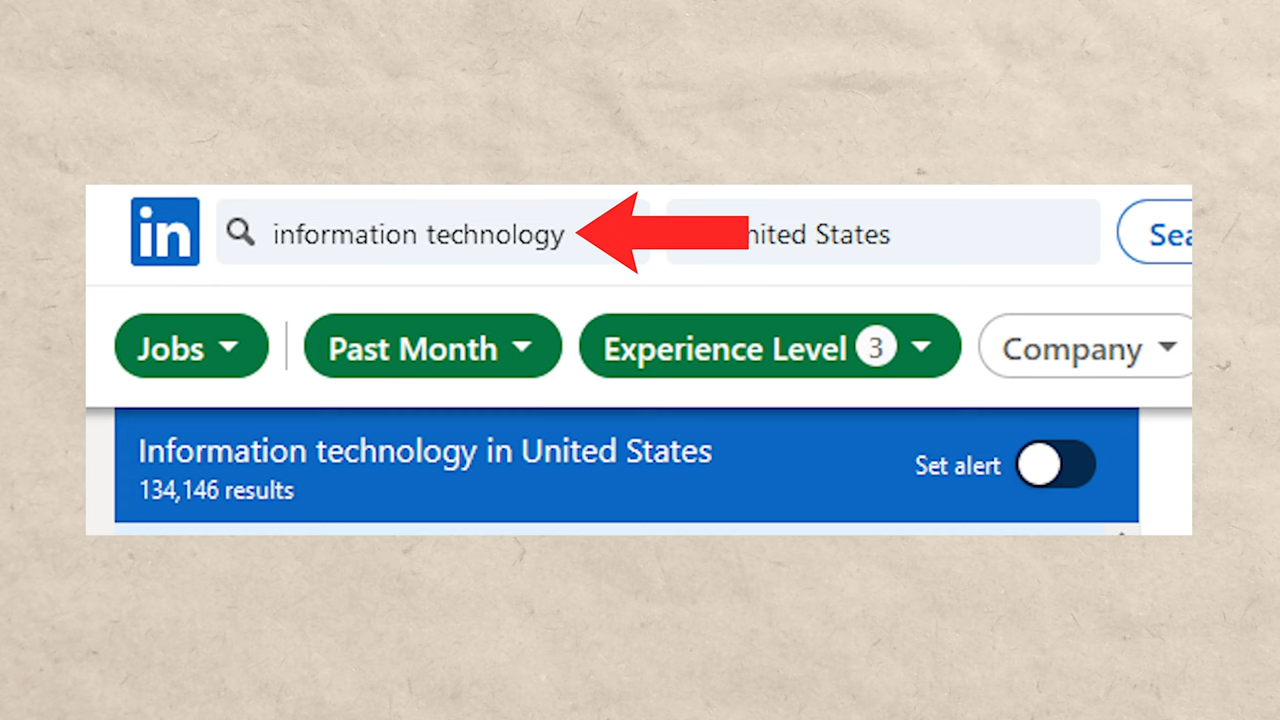 in information technology nited States
Jobs Past Month Experience Level 3 Company
Information technology in United States
Set alert
134,146 results